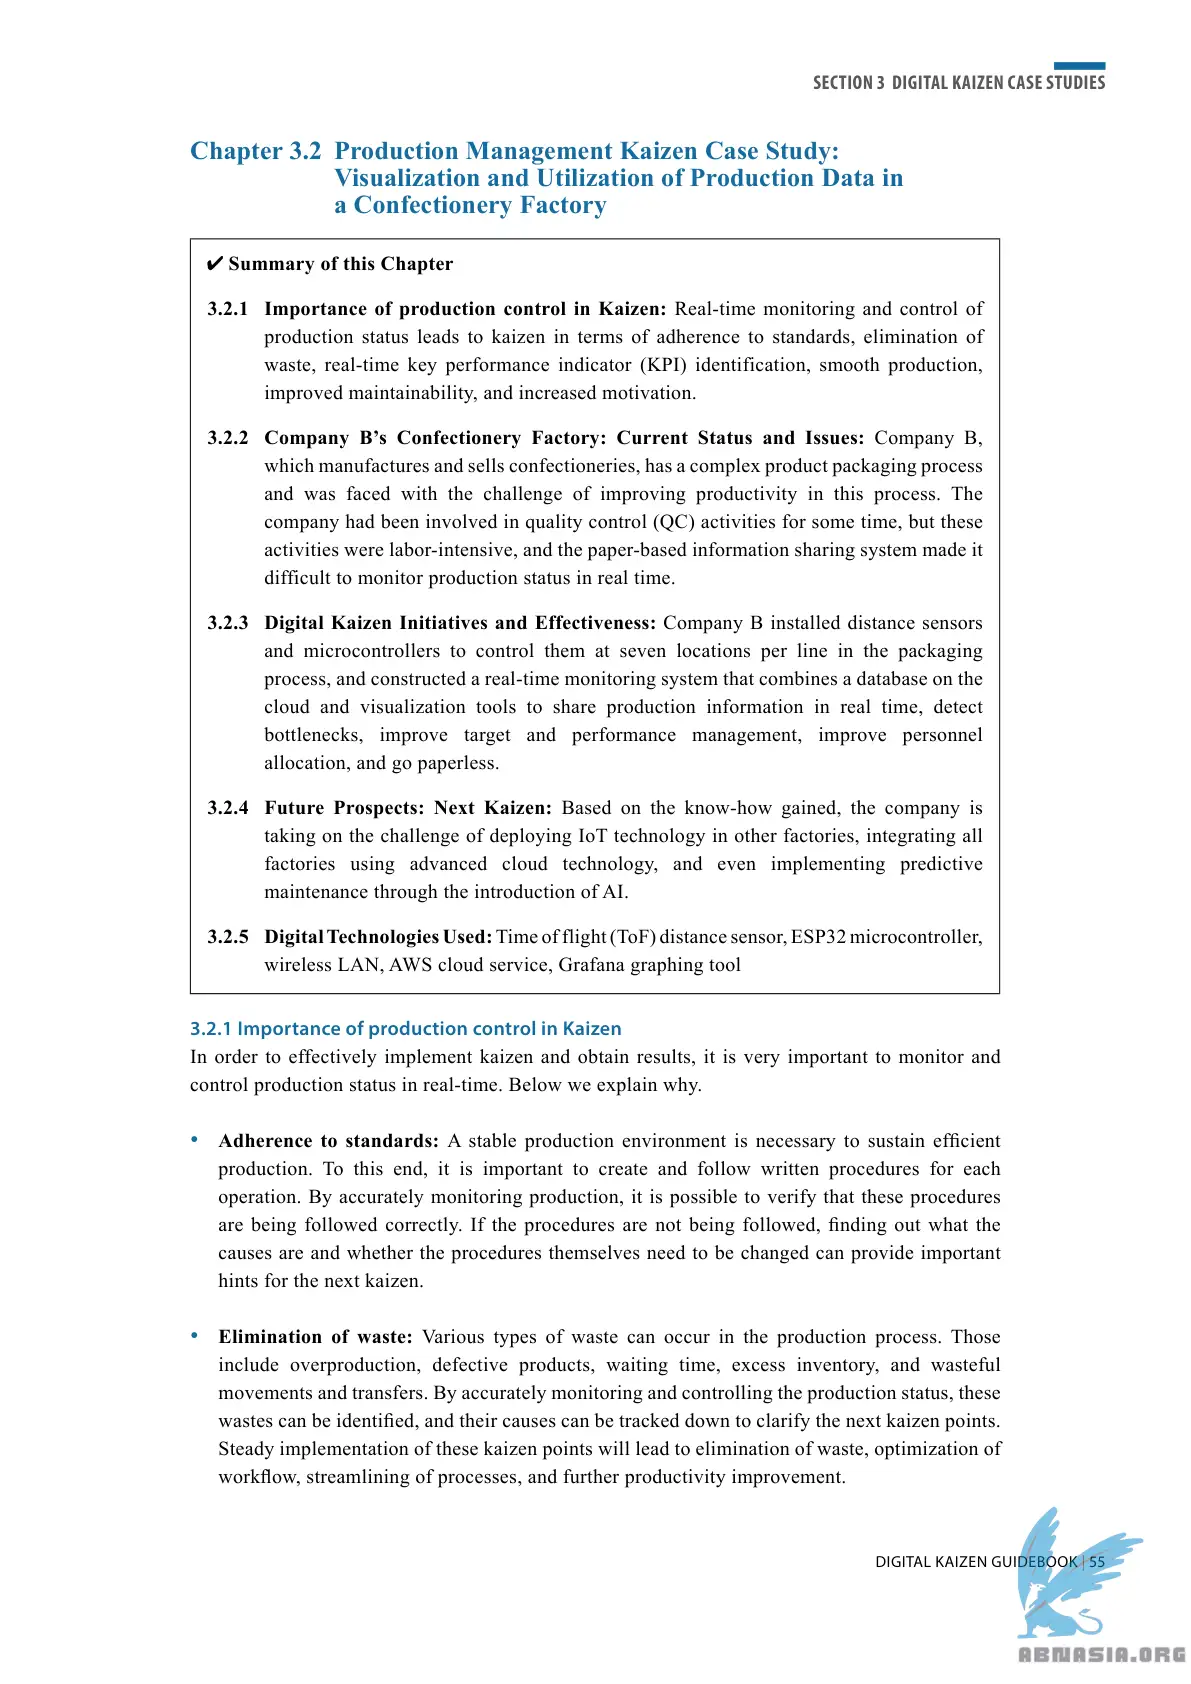 SECTION 3 DIGITAL KAIZEN CASE STUDIES
Chapter 3.2 Production Management Kaizen Case Study:
Visualization and Utilization of Production Data in
a Confectionery Factory
✔ Summary of this Chapter
3.2.1 Importance of production control in Kaizen: Real-time monitoring and control of
production status leads to kaizen in terms of adherence to standards, elimination of
waste, real-time key performance indicator (KPI) identification, smooth production,
improved maintainability, and increased motivation.
3.2.2 Company B’s Confectionery Factory: Current Status and Issues: Company B,
which manufactures and sells confectioneries, has a complex product packaging process
and was faced with the challenge of improving productivity in this process. The
company had been involved in quality control (QC) activities for some time, but these
activities were labor-intensive, and the paper-based information sharing system made it
difficult to monitor production status in real time.
3.2.3 Digital Kaizen Initiatives and Effectiveness: Company B installed distance sensors
and microcontrollers to control them at seven locations per line in the packaging
process, and constructed a real-time monitoring system that combines a database on the
cloud and visualization tools to share production information in real time, detect
bottlenecks, improve target and performance management, improve personnel
allocation, and go paperless.
3.2.4 Future Prospects: Next Kaizen: Based on the know-how gained, the company is
taking on the challenge of deploying IoT technology in other factories, integrating all
factories using advanced cloud technology, and even implementing predictive
maintenance through the introduction of AI.
3.2.5 Digital Technologies Used: Time of flight (ToF) distance sensor, ESP32 microcontroller,
wireless LAN, AWS cloud service, Grafana graphing tool
3.2.1 Importance of production control in Kaizen
In order to effectively implement kaizen and obtain results, it is very important to monitor and
control production status in real-time. Below we explain why.
• Adherence to standards: A stable production environment is necessary to sustain efficient
production. To this end, it is important to create and follow written procedures for each
operation. By accurately monitoring production, it is possible to verify that these procedures
are being followed correctly. If the procedures are not being followed, finding out what the
causes are and whether the procedures themselves need to be changed can provide important
hints for the next kaizen.
• Elimination of waste: Various types of waste can occur in the production process. Those
include overproduction, defective products, waiting time, excess inventory, and wasteful
movements and transfers. By accurately monitoring and controlling the production status, these
wastes can be identified, and their causes can be tracked down to clarify the next kaizen points.
Steady implementation of these kaizen points will lead to elimination of waste, optimization of
workflow, streamlining of processes, and further productivity improvement.
DIGITAL KAIZEN GUIDEBOOK | 55
ABNASIA.ORG